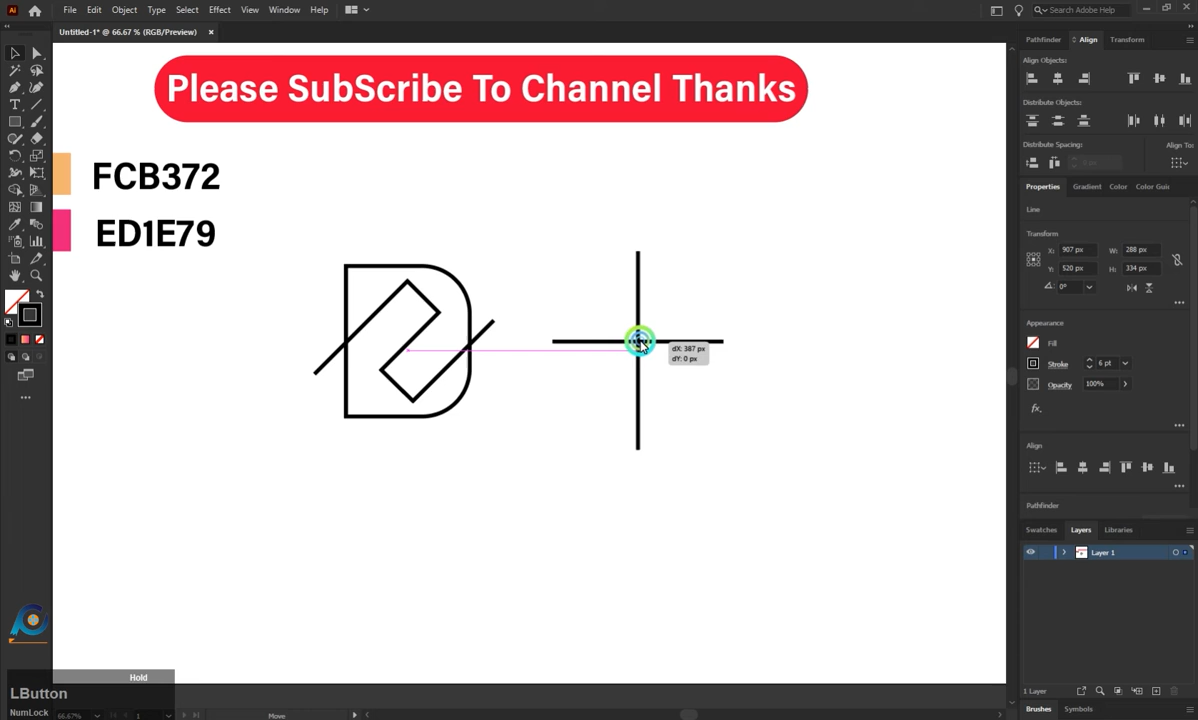 Ai File Edit Object Type Select Effect View Window Help Search Adobe Help
Untitled-1* @ 66.67 % (RGB/Preview) ×
Please SubScribe To Channel Thanks
FCB372
ED1E79
dX: 387 px
dY: 0 px
Hold
LButton
NumLock
66.67% 1 Move
Pathfinder Align Transform
Align Objects:
Distribute Objects:
Distribute Spacing: Align To:
0 px
Properties Gradient Color Color Guid
Line
Transform
X: 907 px W: 288 px
Y: 520 px H: 334 px
0°
Appearance
Fill
Stroke 6 pt
Opacity 100%
fx.
Align
Pathfinder
Swatches Layers Libraries
Layer 1
1 Layer
Brushes Symbols